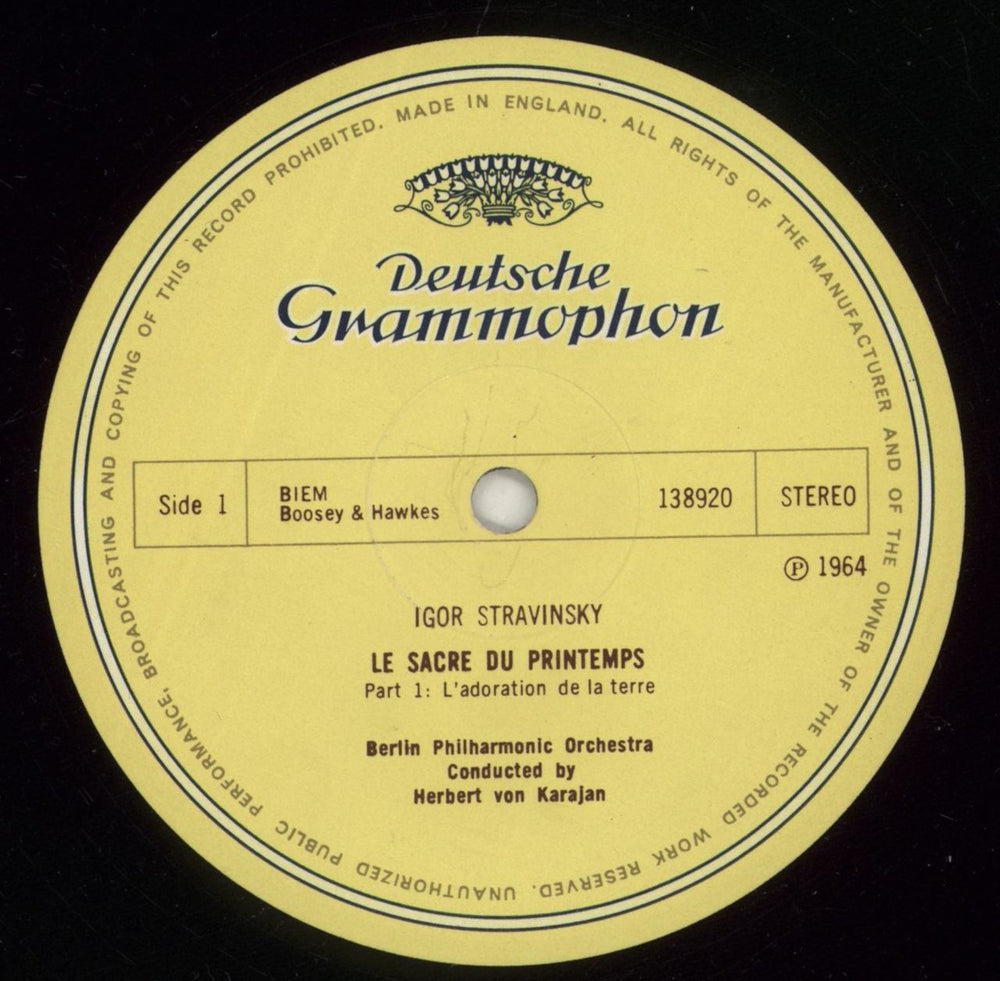 MADE IN ENGLAND. ALL RIGHTS OF THE MANUFACTURER AND OF THE OWNER OF THE RECORDED WORK RESERVED. UNAUTHORIZED PUBLIC PERFORMANCE, BROADCASTING AND COPYING OF THIS RECORD PROHIBITED.
Deutsche
Grammophon
Side 1
BIEM
Boosey & Hawkes
138920
STEREO
℗ 1964
IGOR STRAVINSKY
LE SACRE DU PRINTEMPS
Part 1: L'adoration de la terre
Berlin Philharmonic Orchestra
Conducted by
Herbert von Karajan